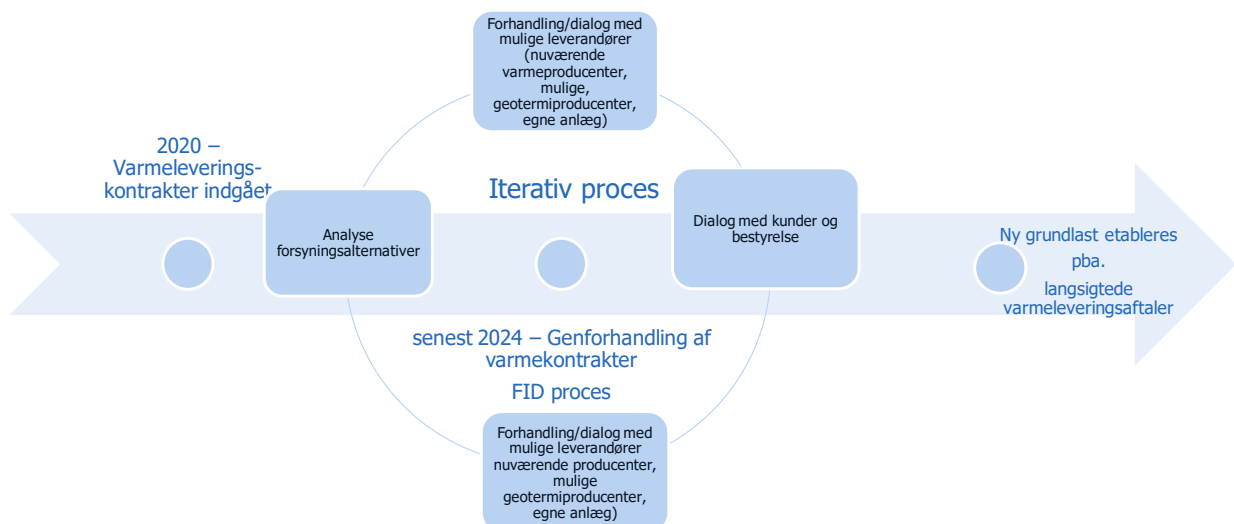 Forhandling/dialog med
mulige leverandører
(nuværende
varmeproducenter,
mulige,
geotermiproducenter,
egne anlæg)
2020 –
Varmeleverings-
kontrakter indgået
Iterativ proces
Analyse
forsyningsalternativer
Dialog med kunder og
bestyrelse
Ny grundlast etableres
pba.
langsigtede
varmeleveringsaftaler
senest 2024 – Genforhandling af
varmekontrakter
FID proces
Forhandling/dialog med
mulige leverandører
nuværende producenter,
mulige
geotermiproducenter,
egne anlæg)